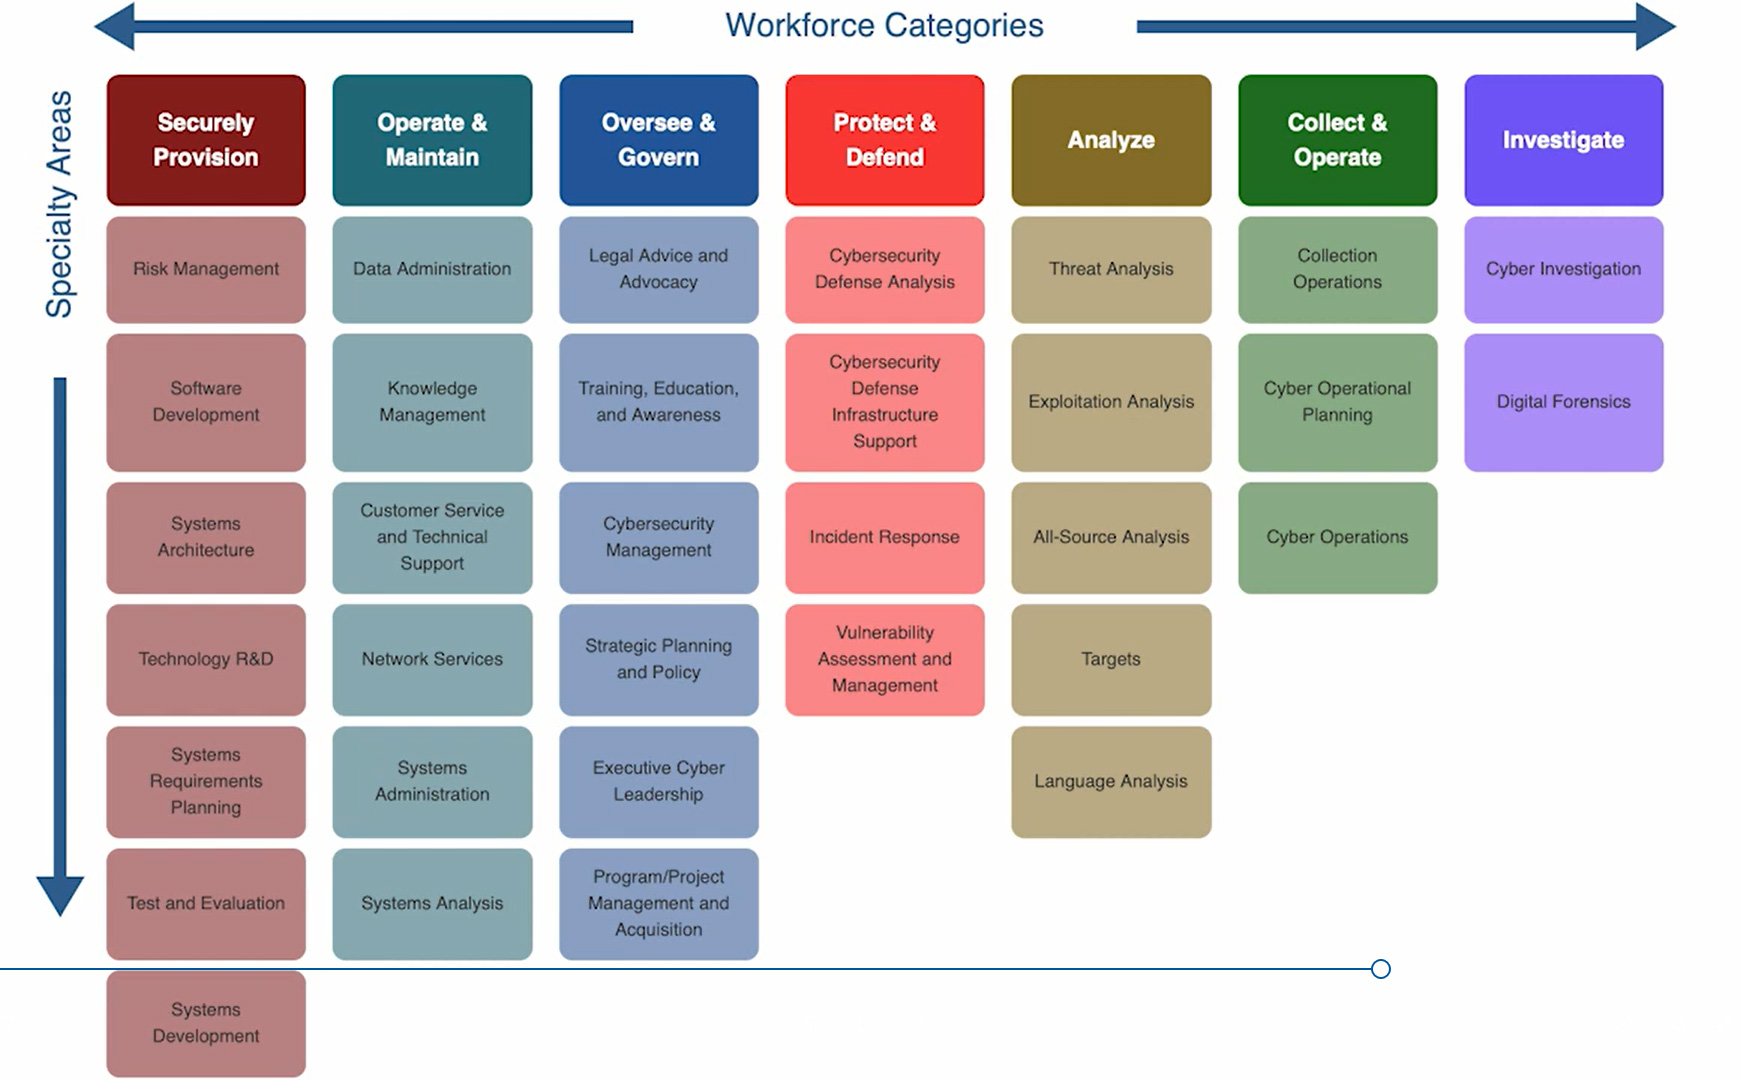 Workforce Categories
Specialty Areas
Securely
Provision
Operate &
Maintain
Oversee &
Govern
Protect &
Defend
Analyze
Collect &
Operate
Investigate
Risk Management
Data Administration
Legal Advice and
Advocacy
Cybersecurity
Defense Analysis
Threat Analysis
Collection
Operations
Cyber Investigation
Software
Development
Knowledge
Management
Training, Education,
and Awareness
Cybersecurity
Defense
Infrastructure
Support
Exploitation Analysis
Cyber Operational
Planning
Digital Forensics
Systems
Architecture
Customer Service
and Technical
Support
Cybersecurity
Management
Incident Response
All-Source Analysis
Cyber Operations
Technology R&D
Network Services
Strategic Planning
and Policy
Vulnerability
Assessment and
Management
Targets
Systems
Requirements
Planning
Systems
Administration
Executive Cyber
Leadership
Language Analysis
Test and Evaluation
Systems Analysis
Program/Project
Management and
Acquisition
Systems
Development